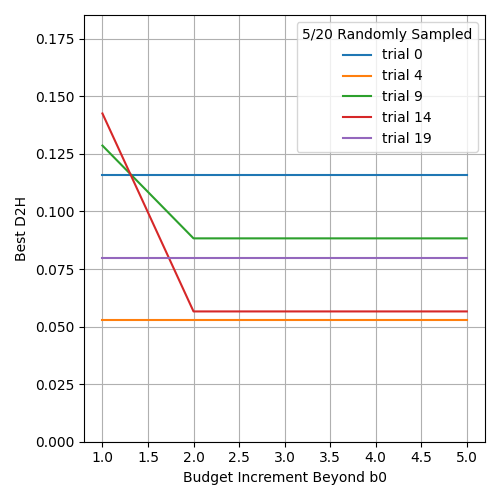 5/20 Randomly Sampled
trial 0
trial 4
trial 9
trial 14
trial 19
Best D2H
0.175
0.150
0.125
0.100
0.075
0.050
0.025
0.000
1.0 1.5 2.0 2.5 3.0 3.5 4.0 4.5 5.0
Budget Increment Beyond b0